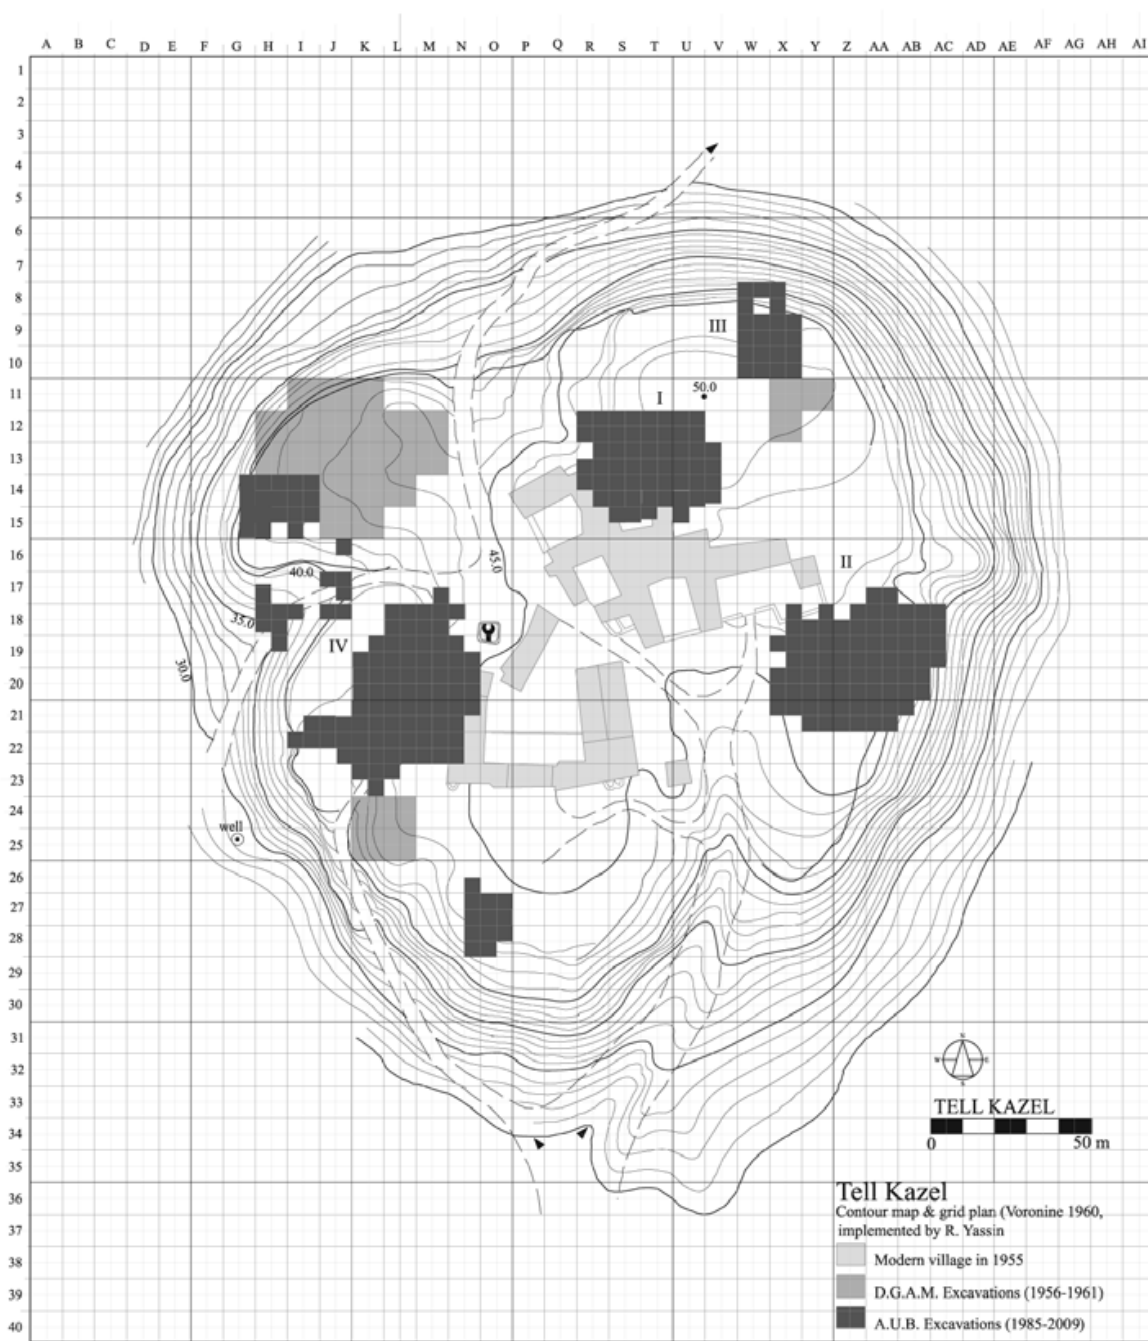 A B C D E F G H I J K L M N O P Q R S T U V W X Y Z AA AB AC AD AE AF AG AH AI
1
2
3
4
5
6
7
8
9
III
10
50.0
11
I
12
13
14
15
16
45.0
II
40.0
17
35.0
18
IV
19
30.0
20
21
22
23
24
well
25
26
27
28
29
30
31
N
W E
S
32
33
TELL KAZEL
34
0 50 m
35
36
Tell Kazel
Contour map & grid plan (Voronine 1960,
37
implemented by R. Yassin
38
Modern village in 1955
39
D.G.A.M. Excavations (1956-1961)
40
A.U.B. Excavations (1985-2009)